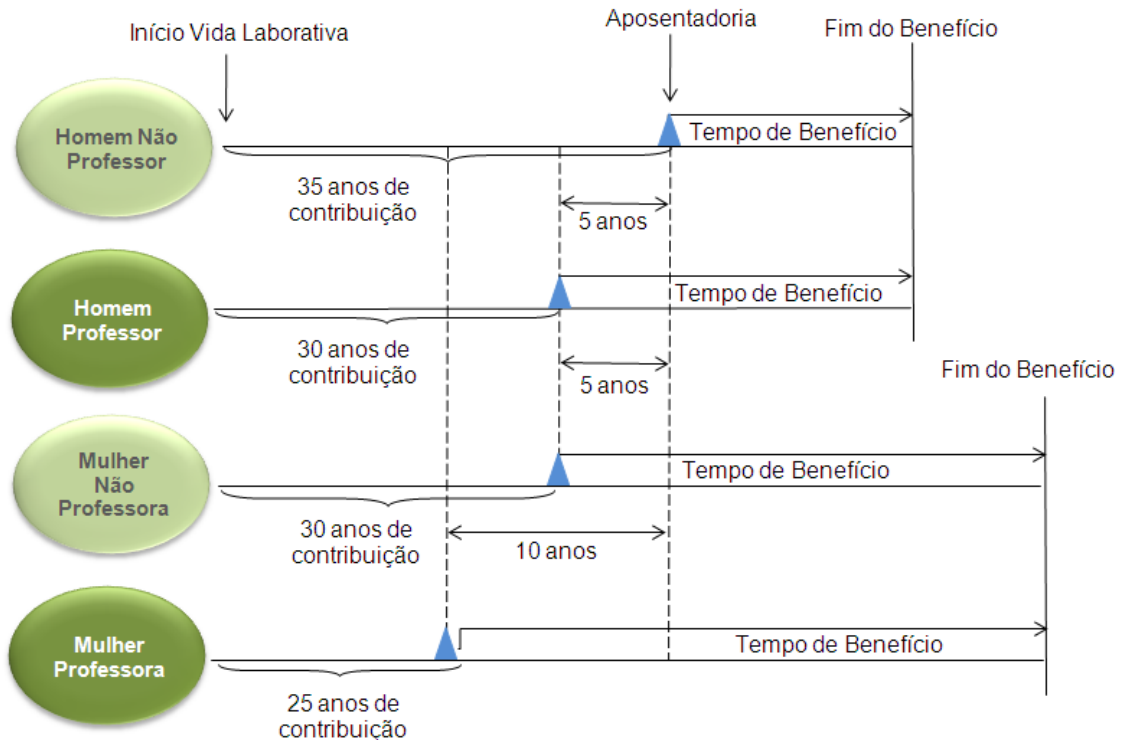 Início Vida Laborativa
Aposentadoria
Fim do Benefício
Homem Não
Professor
Tempo de Benefício
35 anos de
contribuição
5 anos
Homem
Professor
Tempo de Benefício
30 anos de
contribuição
5 anos
Fim do Benefício
Mulher
Não
Professora
Tempo de Benefício
30 anos de
contribuição
10 anos
Mulher
Professora
Tempo de Benefício
25 anos de
contribuição